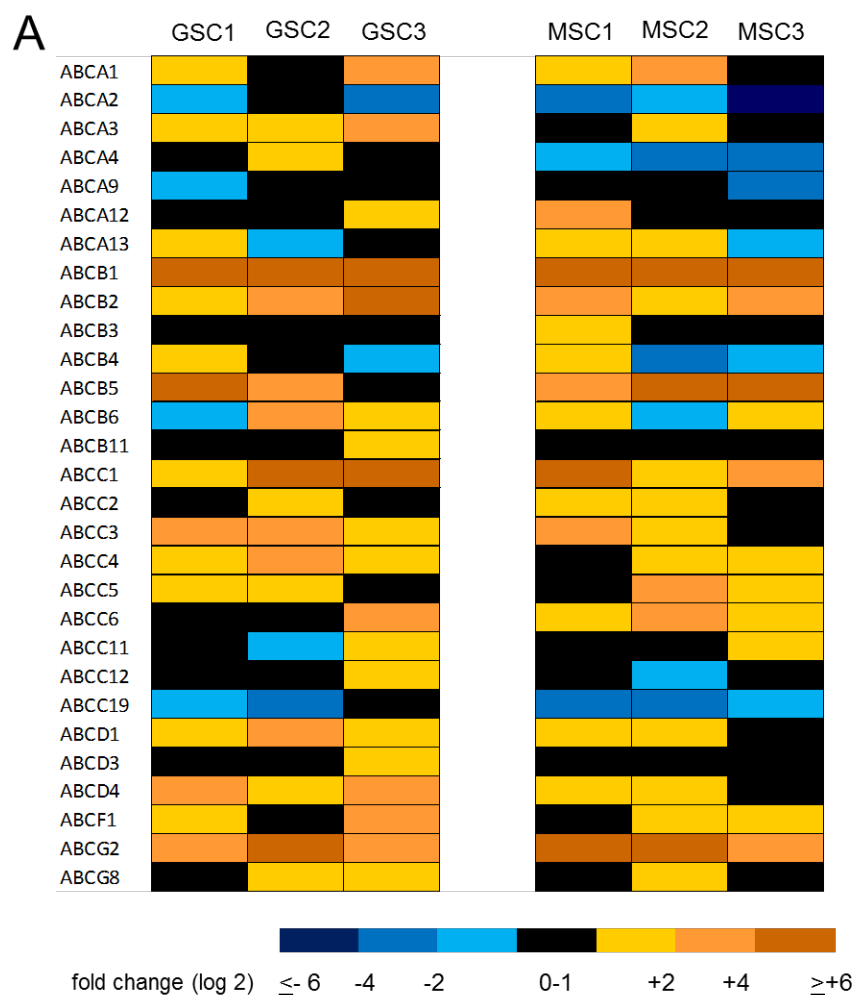 A
GSC1 GSC2 GSC3 MSC1 MSC2 MSC3
ABCA1
ABCA2
ABCA3
ABCA4
ABCA9
ABCA12
ABCA13
ABCB1
ABCB2
ABCB3
ABCB4
ABCB5
ABCB6
ABCB11
ABCC1
ABCC2
ABCC3
ABCC4
ABCC5
ABCC6
ABCC11
ABCC12
ABCC19
ABCD1
ABCD3
ABCD4
ABCF1
ABCG2
ABCG8
fold change (log 2) ≤- 6 -4 -2 0-1 +2 +4 ≥+6